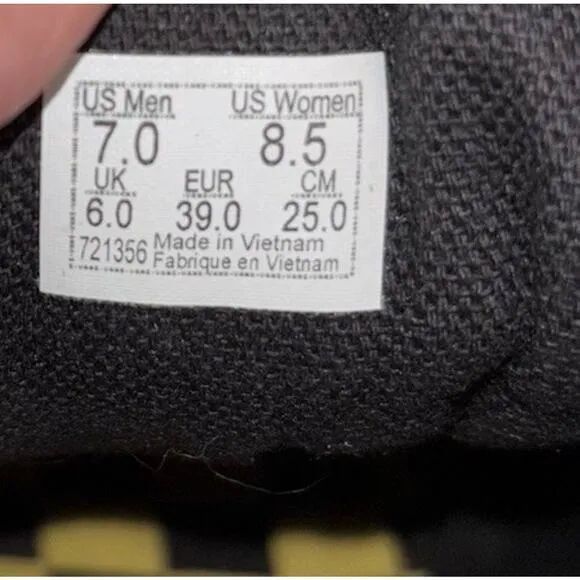 US Men US Women
7.0 8.5
UK EUR CM
6.0 39.0 25.0
721356 Made in Vietnam
Fabrique en Vietnam